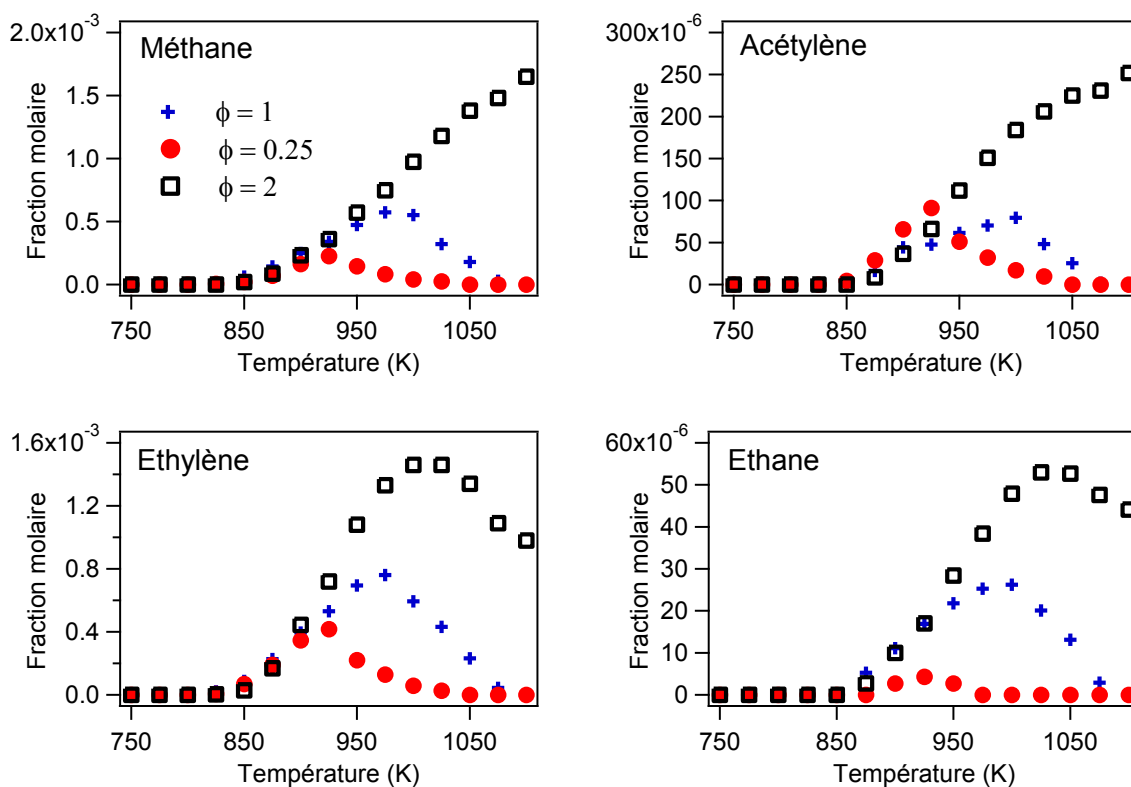 2.0x10⁻³
Méthane
1.5
1.0
0.5
0.0
Fraction molaire
ϕ = 1
ϕ = 0.25
ϕ = 2
750
850
950
1050
Température (K)
300x10⁻⁶
Acétylène
250
200
150
100
50
0
Fraction molaire
750
850
950
1050
Température (K)
1.6x10⁻³
Ethylène
1.2
0.8
0.4
0.0
Fraction molaire
750
850
950
1050
Température (K)
60x10⁻⁶
Ethane
50
40
30
20
10
0
Fraction molaire
750
850
950
1050
Température (K)